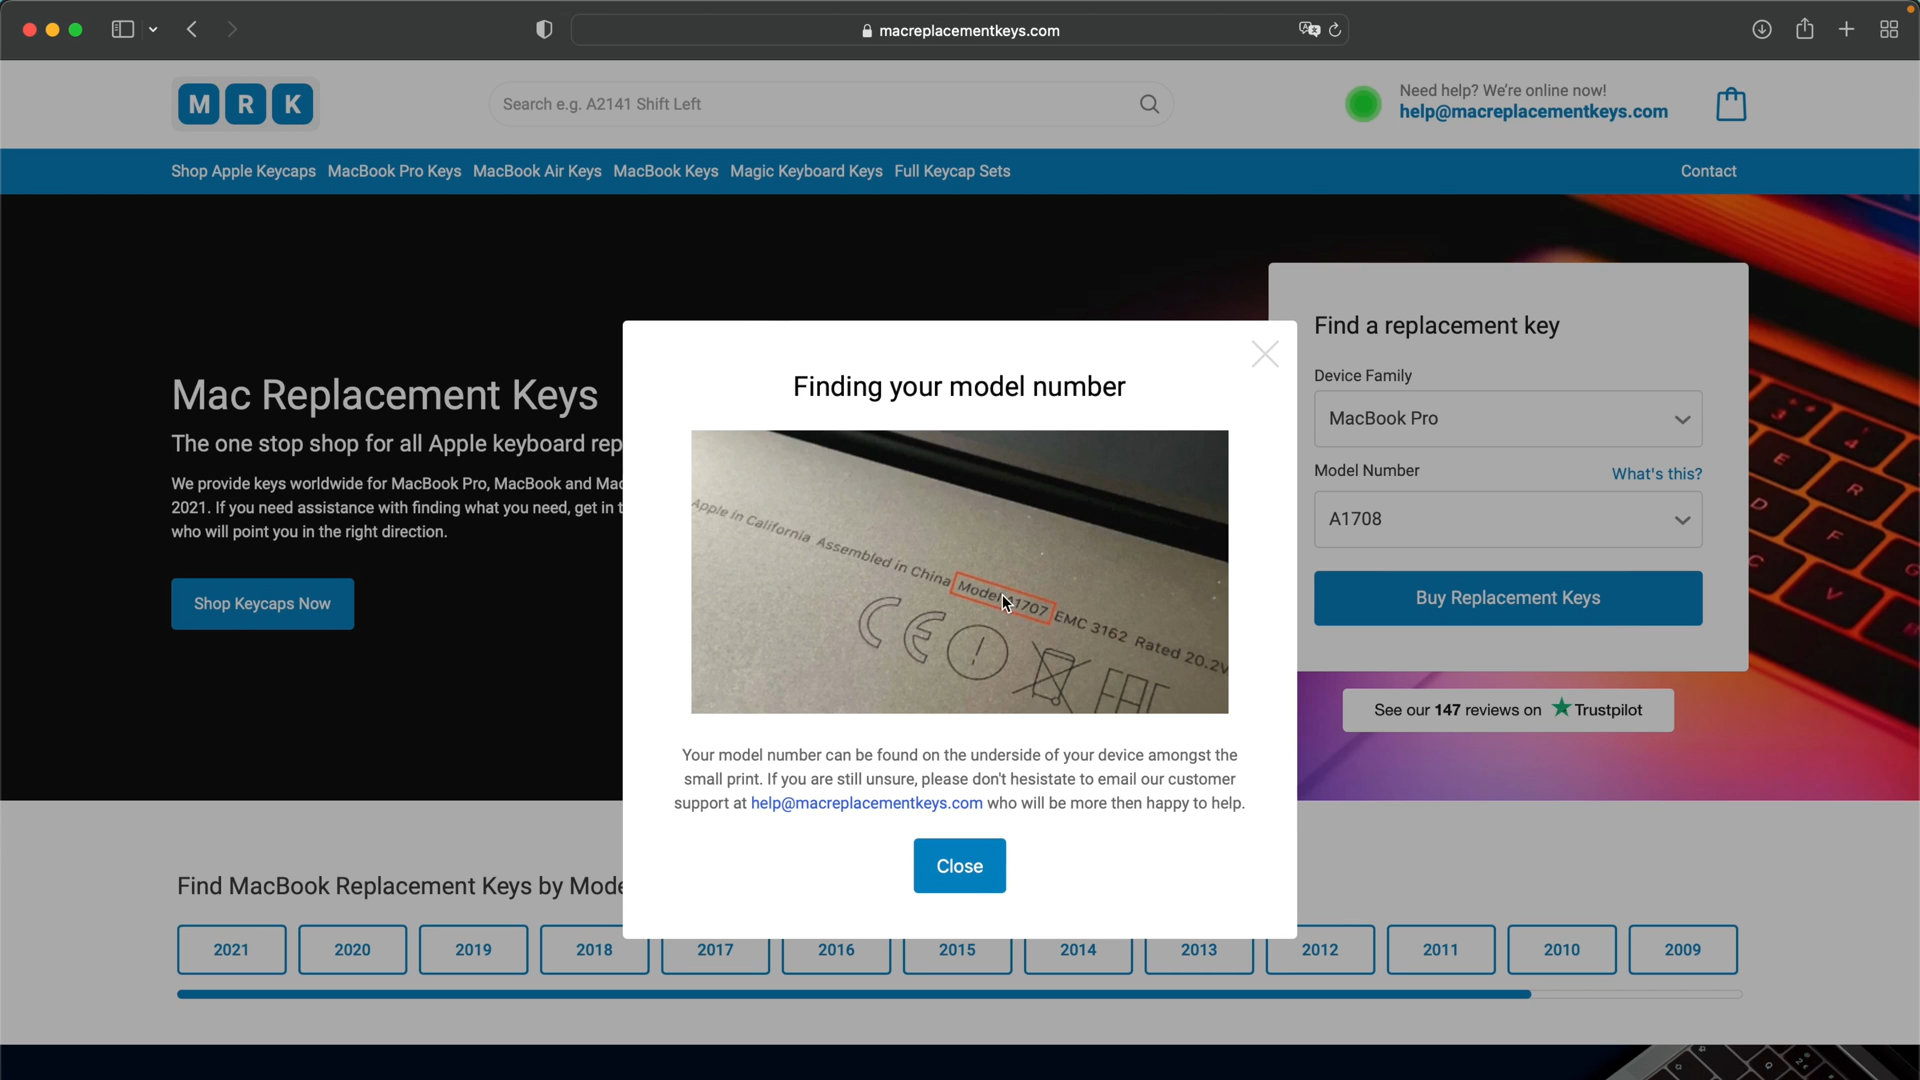 macreplacementkeys.com
M R K
Search e.g. A2141 Shift Left
Need help? We're online now!
help@macreplacementkeys.com
Shop Apple Keycaps MacBook Pro Keys MacBook Air Keys MacBook Keys Magic Keyboard Keys Full Keycap Sets Contact
Mac Replacement Keys
The one stop shop for all Apple keyboard rep
We provide keys worldwide for MacBook Pro, MacBook and Mac
2021. If you need assistance with finding what you need, get in t
who will point you in the right direction.
Shop Keycaps Now
Finding your model number
Apple in California Assembled in China Model A1707 EMC 3162 Rated 20.2V
CE
EAC
Your model number can be found on the underside of your device amongst the
small print. If you are still unsure, please don't hesistate to email our customer
support at help@macreplacementkeys.com who will be more then happy to help.
Close
Find a replacement key
Device Family
MacBook Pro
Model Number What's this?
A1708
Buy Replacement Keys
See our 147 reviews on Trustpilot
Find MacBook Replacement Keys by Mode
2021 2020 2019 2018 2017 2016 2015 2014 2013 2012 2011 2010 2009